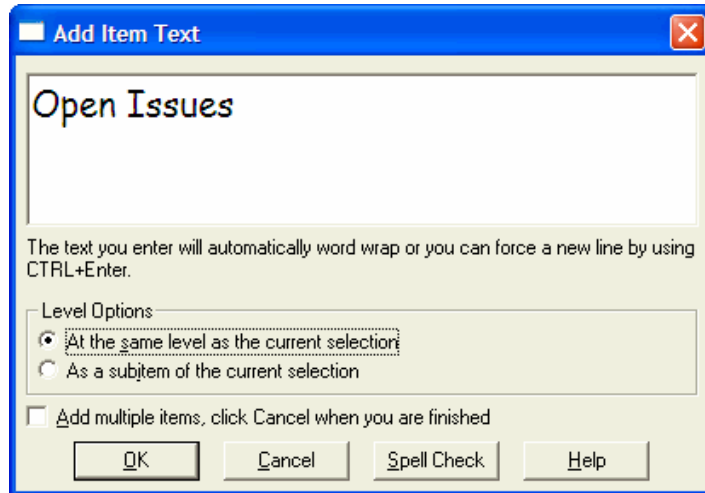 Add Item Text
Open Issues
The text you enter will automatically word wrap or you can force a new line by using
CTRL+Enter.
Level Options
At the same level as the current selection
As a subitem of the current selection
Add multiple items, click Cancel when you are finished
OK Cancel Spell Check Help